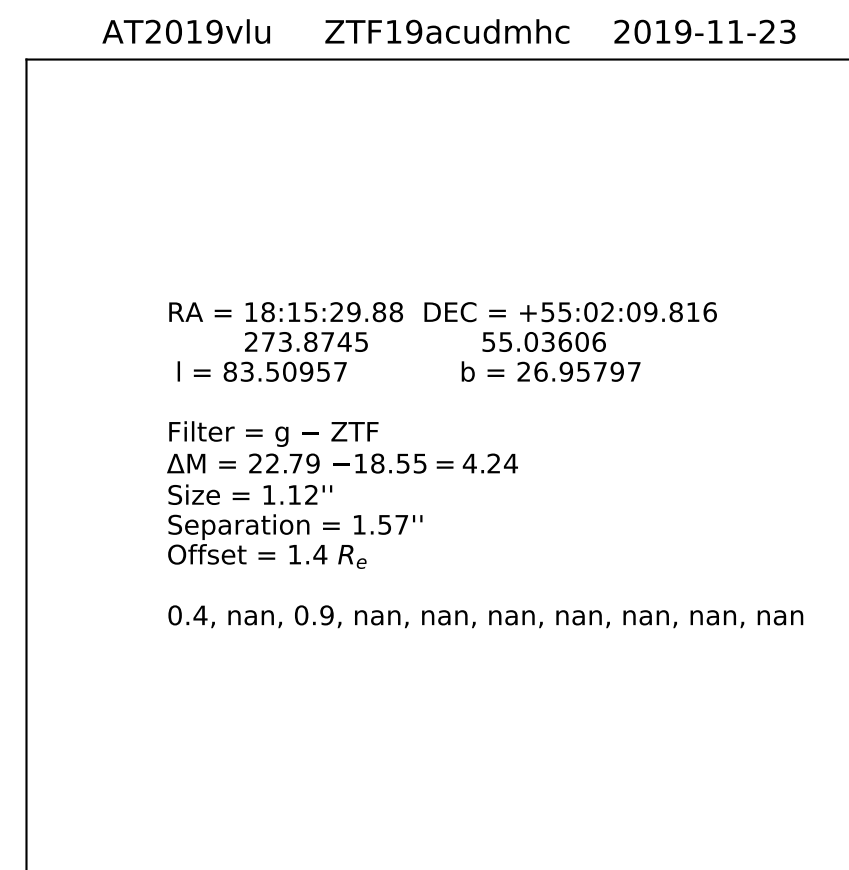 AT2019vlu ZTF19acudmhc 2019-11-23
RA = 18:15:29.88 DEC = +55:02:09.816
273.8745 55.03606
l = 83.50957 b = 26.95797
Filter = g − ZTF
ΔM = 22.79 −18.55 = 4.24
Size = 1.12''
Separation = 1.57''
Offset = 1.4 Rₑ
0.4, nan, 0.9, nan, nan, nan, nan, nan, nan, nan